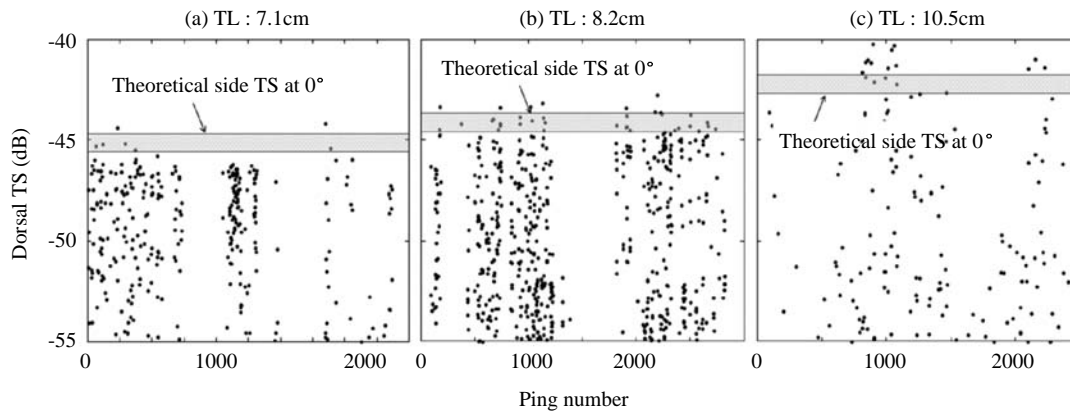 (a) TL : 7.1cm (b) TL : 8.2cm (c) TL : 10.5cm
-40
Theoretical side TS at 0°
Theoretical side TS at 0°
Theoretical side TS at 0°
-45
-50
-55
Dorsal TS (dB)
0 1000 2000 0 1000 2000 0 1000 2000
Ping number